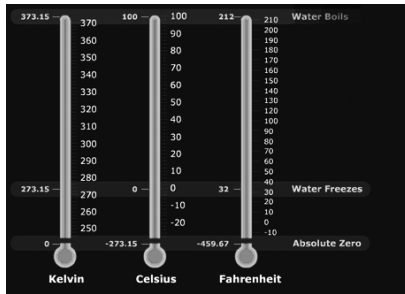 373.15 100 212 Water Boils
370 100 210
360 90 200
350 80 190
340 70 180
330 60 170
320 50 160
310 40 150
300 30 140
290 20 130
280 10 120
270 0 110
260 -10 100
250 -20 90
80
70
60
50
40
30
20
10
0
-10
273.15 0 32 Water Freezes
0 -273.15 -459.67 Absolute Zero
Kelvin Celsius Fahrenheit